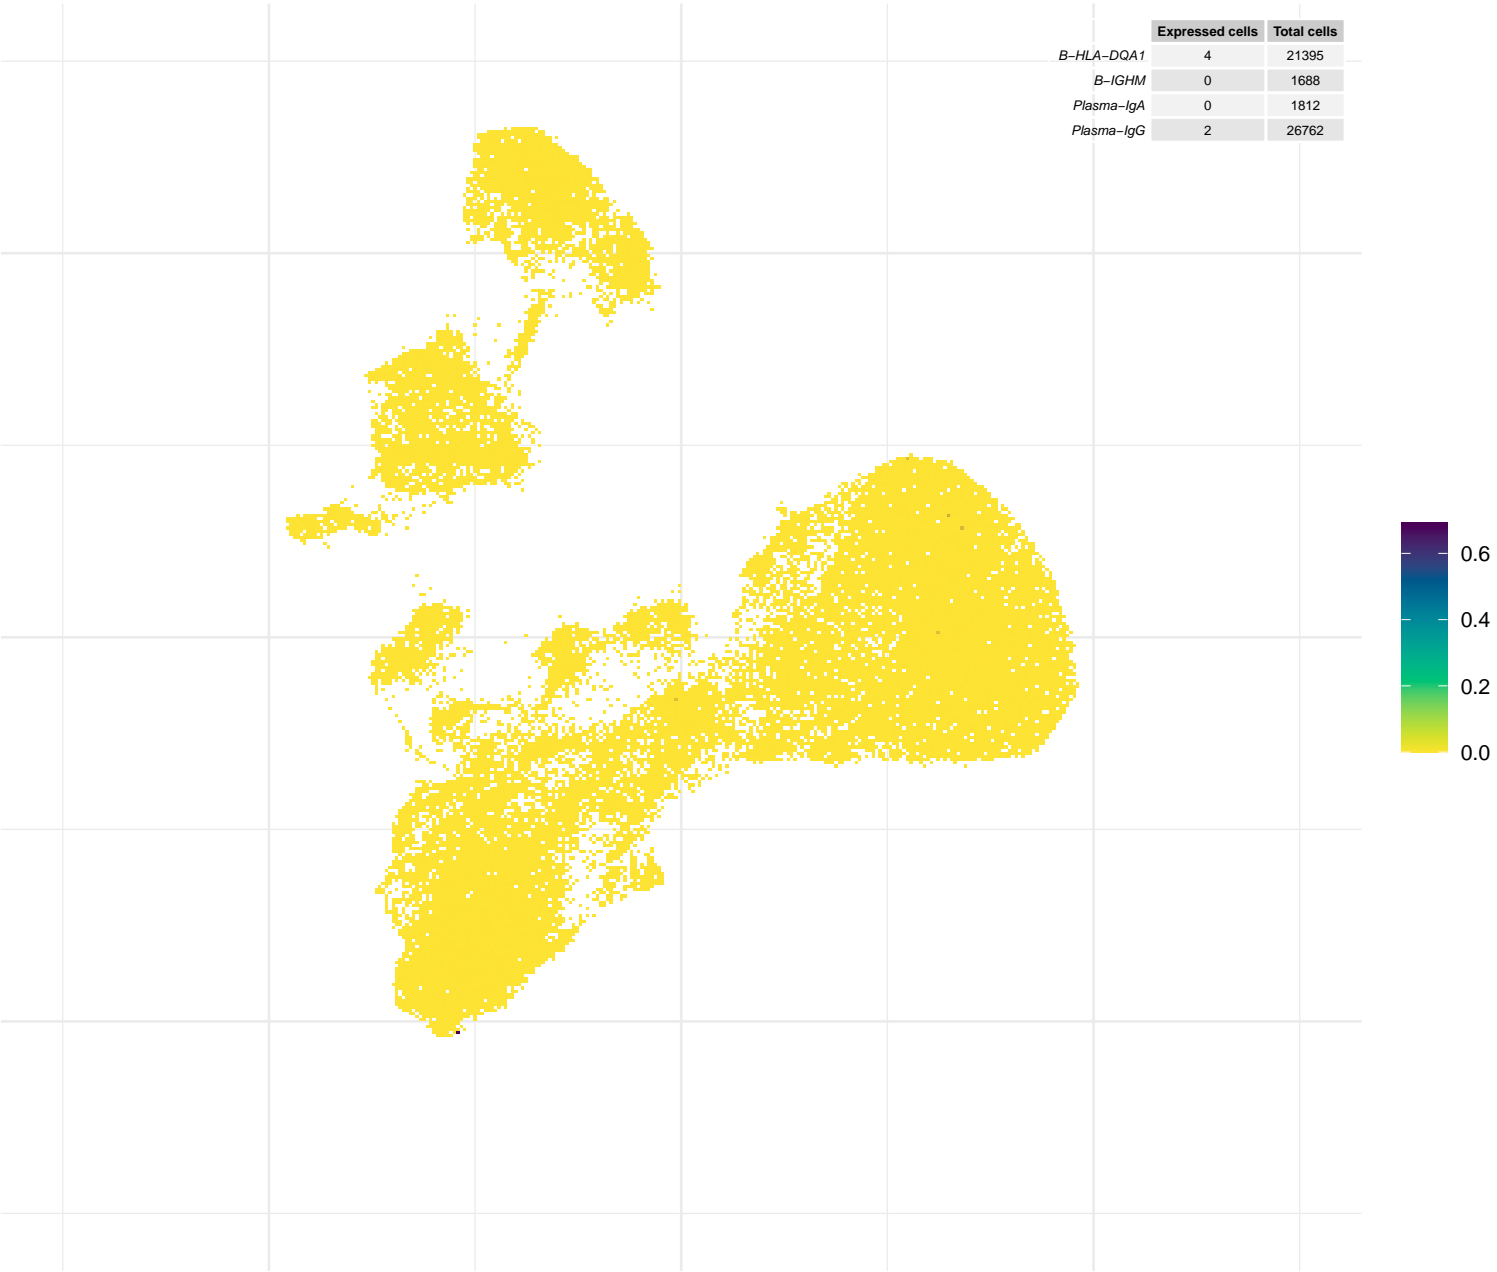 Expressed cells Total cells
B−HLA−DQA1 4 21395
B−IGHM 0 1688
Plasma−IgA 0 1812
Plasma−IgG 2 26762
0.6
0.4
0.2
0.0